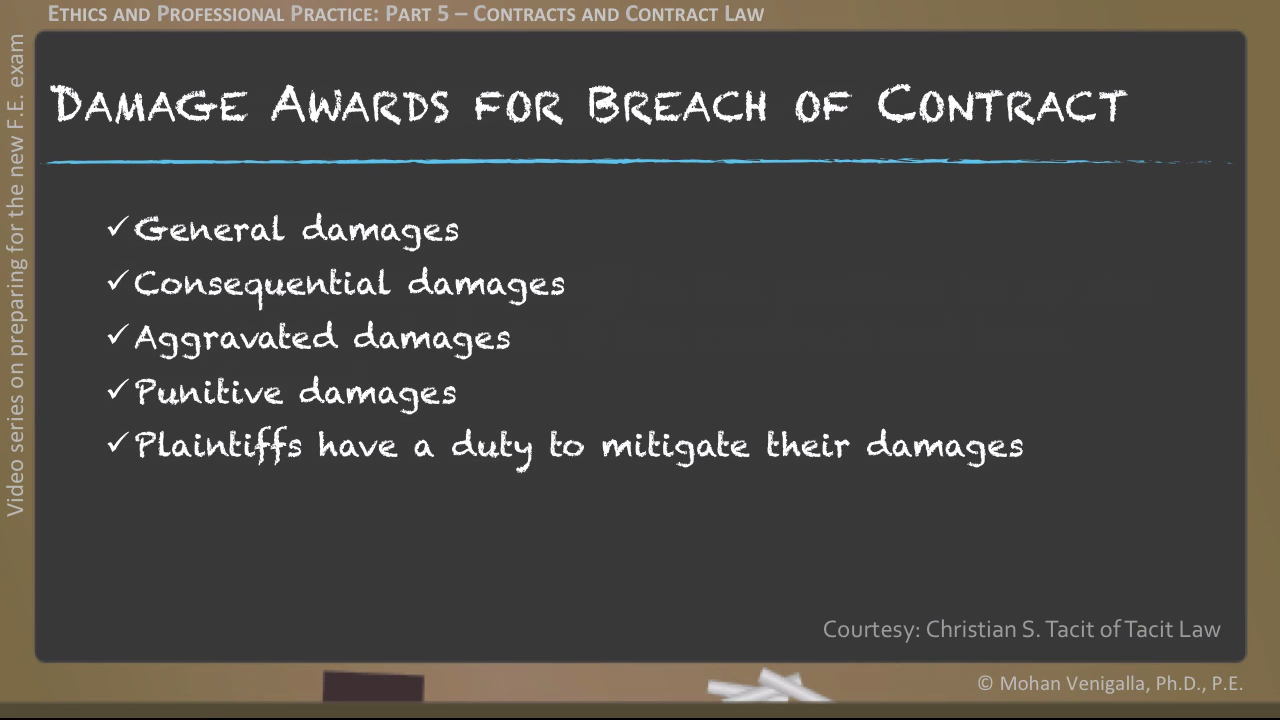 Ethics and Professional Practice: Part 5 – Contracts and Contract Law
Video series on preparing for the new F.E. exam
Damage Awards for Breach of Contract
✓General damages
✓Consequential damages
✓Aggravated damages
✓Punitive damages
✓Plaintiffs have a duty to mitigate their damages
Courtesy: Christian S. Tacit of Tacit Law
© Mohan Venigalla, Ph.D., P.E.